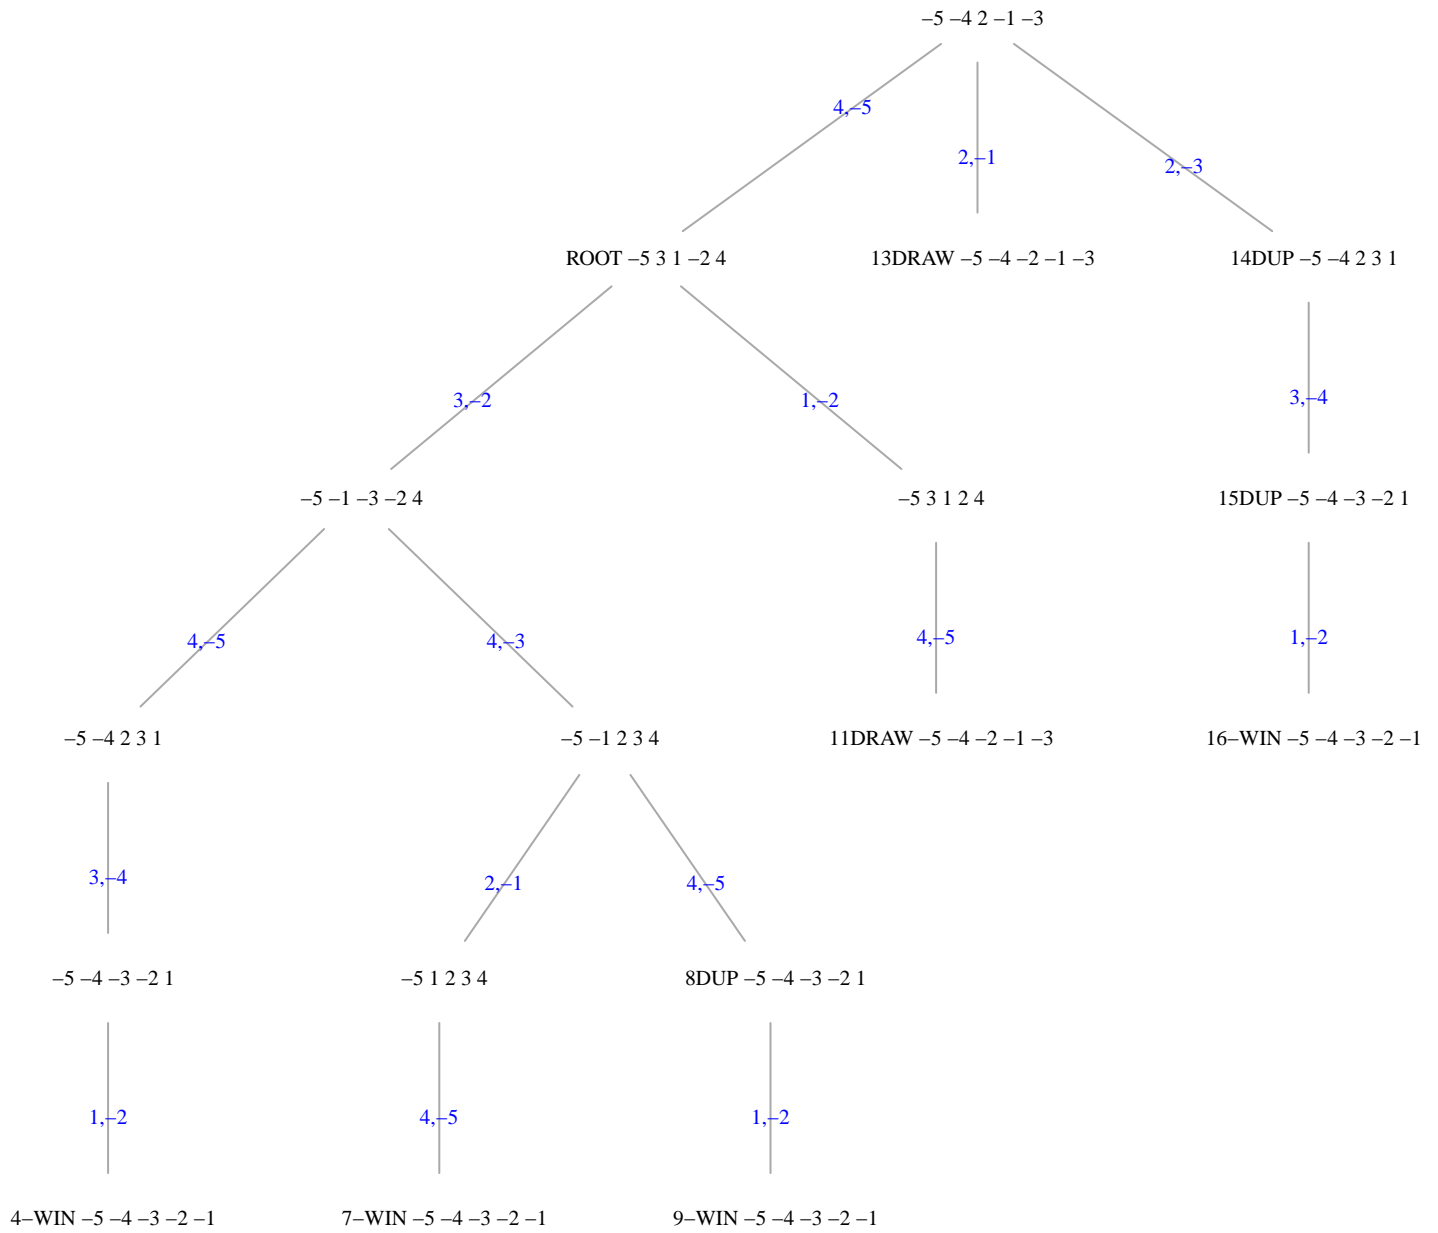 –5 –4 2 –1 –3
4,–5
2,–1
2,–3
ROOT –5 3 1 –2 4
13DRAW –5 –4 –2 –1 –3
14DUP –5 –4 2 3 1
3,–2
1,–2
3,–4
–5 –1 –3 –2 4
–5 3 1 2 4
15DUP –5 –4 –3 –2 1
4,–5
4,–3
4,–5
1,–2
–5 –4 2 3 1
–5 –1 2 3 4
11DRAW –5 –4 –2 –1 –3
16–WIN –5 –4 –3 –2 –1
3,–4
2,–1
4,–5
–5 –4 –3 –2 1
–5 1 2 3 4
8DUP –5 –4 –3 –2 1
1,–2
4,–5
1,–2
4–WIN –5 –4 –3 –2 –1
7–WIN –5 –4 –3 –2 –1
9–WIN –5 –4 –3 –2 –1